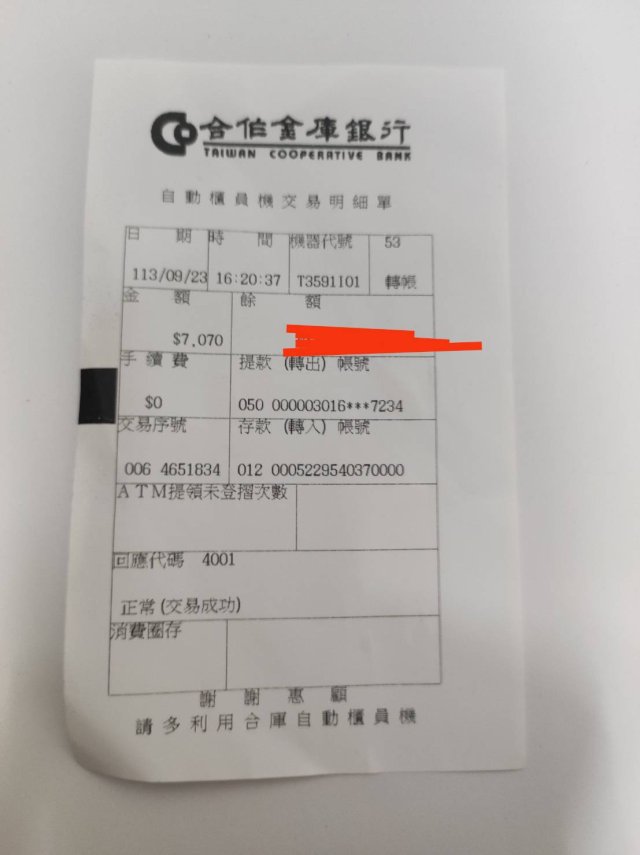 合作金庫銀行
TAIWAN COOPERATIVE BANK
自動櫃員機交易明細單
日 期 時 間 機器代號 53
113/09/23 16:20:37 T3591I01 轉帳
金 額 餘 額
$7,070
手續費 提款 (轉出) 帳號
$0 050 000003016***7234
交易序號 存款 (轉入) 帳號
006 4651834 012 0005229540370000
ATM提領未登摺次數
回應代碼 4001
正常(交易成功)
消費圈存
謝謝惠顧
請多利用合庫自動櫃員機